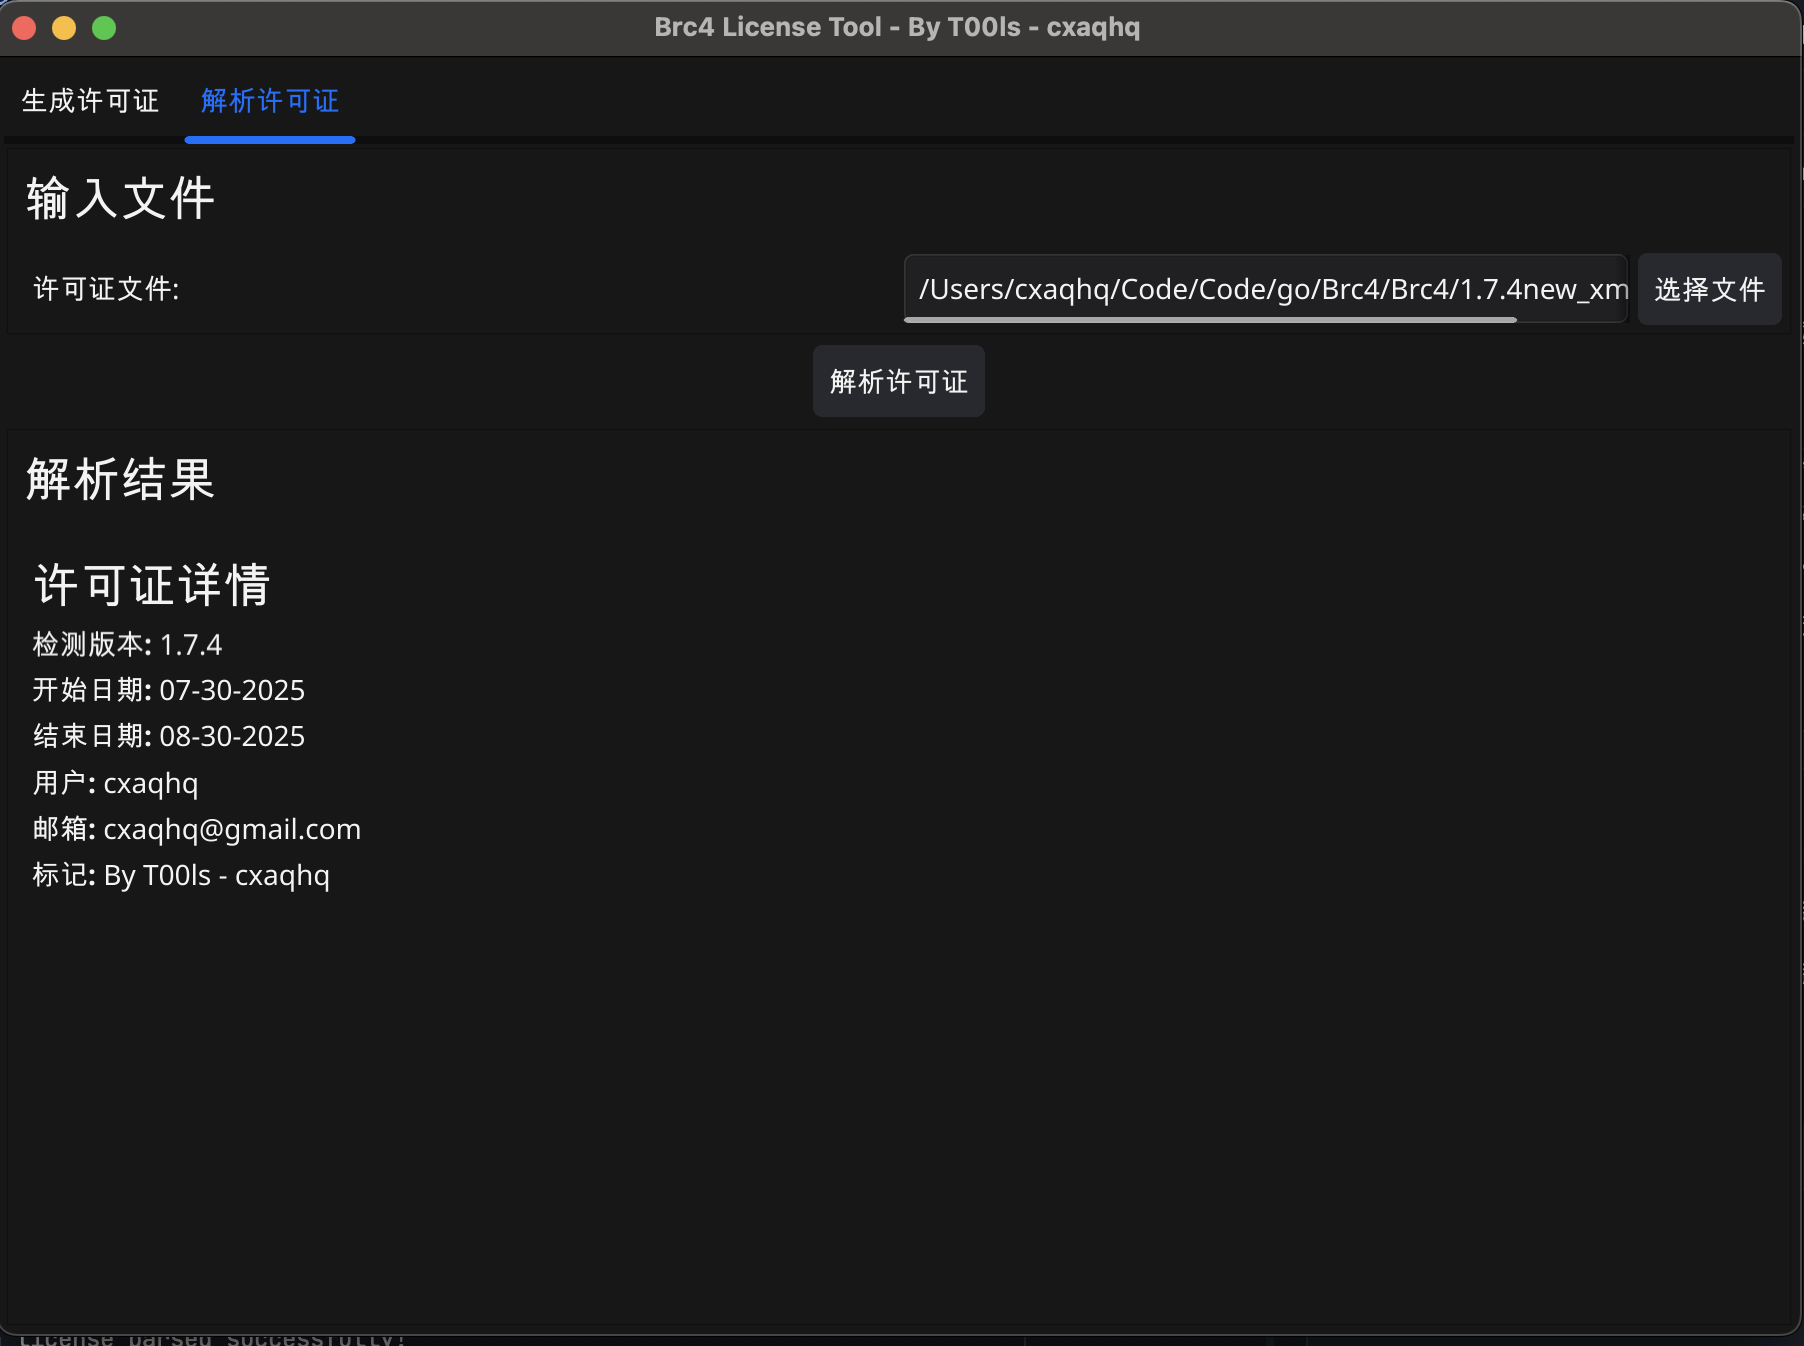 Brc4 License Tool - By T00ls - cxaqhq
生成许可证 解析许可证
输入文件
许可证文件: /Users/cxaqhq/Code/Code/go/Brc4/Brc4/1.7.4new_xm 选择文件
解析许可证
解析结果
许可证详情
检测版本: 1.7.4
开始日期: 07-30-2025
结束日期: 08-30-2025
用户: cxaqhq
邮箱: cxaqhq@gmail.com
标记: By T00ls - cxaqhq
License parsed successfully!